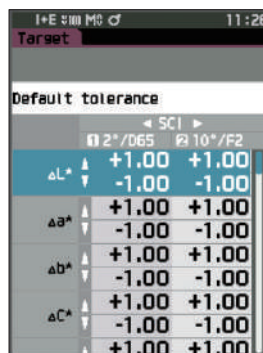 I+E M0 ♂ 11:28
Target
Default tolerance
◄ SCI ►
1 2°/D65 2 10°/F2
▲ +1.00 +1.00
ΔL*
▼ -1.00 -1.00
▲ +1.00 +1.00
Δa*
▼ -1.00 -1.00
▲ +1.00 +1.00
Δb*
▼ -1.00 -1.00
▲ +1.00 +1.00
ΔC*
▼ -1.00 -1.00
▲ +1.00 +1.00